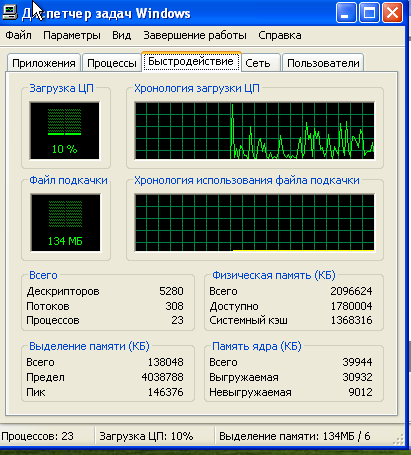 Диспетчер задач Windows
Файл Параметры Вид Завершение работы Справка
Приложения Процессы Быстродействие Сеть Пользователи
Загрузка ЦП Хронология загрузки ЦП
10 %
Файл подкачки Хронология использования файла подкачки
134 МБ
Всего Физическая память (КБ)
Дескрипторов 5280 Всего 2096624
Потоков 308 Доступно 1780004
Процессов 23 Системный кэш 1368316
Выделение памяти (КБ) Память ядра (КБ)
Всего 138048 Всего 39944
Предел 4038788 Выгружаемая 30932
Пик 146376 Невыгружаемая 9012
Процессов: 23 Загрузка ЦП: 10% Выделение памяти: 134МБ / 6